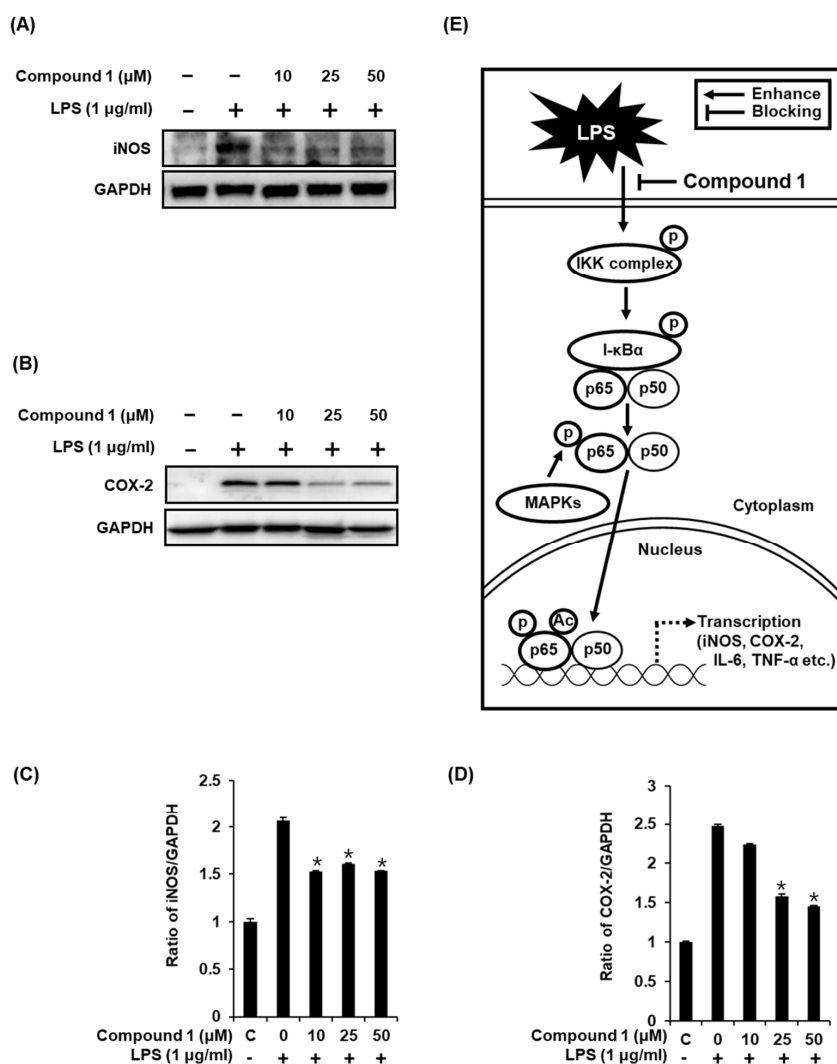 (A)
Compound 1 (μM) – – 10 25 50
LPS (1 μg/ml) – + + + +
iNOS
GAPDH
(B)
Compound 1 (μM) – – 10 25 50
LPS (1 μg/ml) – + + + +
COX-2
GAPDH
(E)
LPS
Enhance
Blocking
Compound 1
p
IKK complex
p
I-κBα
p65 p50
p
p65 p50
MAPKs
Cytoplasm
Nucleus
p Ac
p65 p50
Transcription
(iNOS, COX-2,
IL-6, TNF-α etc.)
(C)
Ratio of iNOS/GAPDH
2.5
2
1.5
1
0.5
0
* * *
Compound 1 (μM) C 0 10 25 50
LPS (1 μg/ml) - + + + +
(D)
Ratio of COX-2/GAPDH
3
2.5
2
1.5
1
0.5
0
* *
Compound 1 (μM) C 0 10 25 50
LPS (1 μg/ml) - + + + +